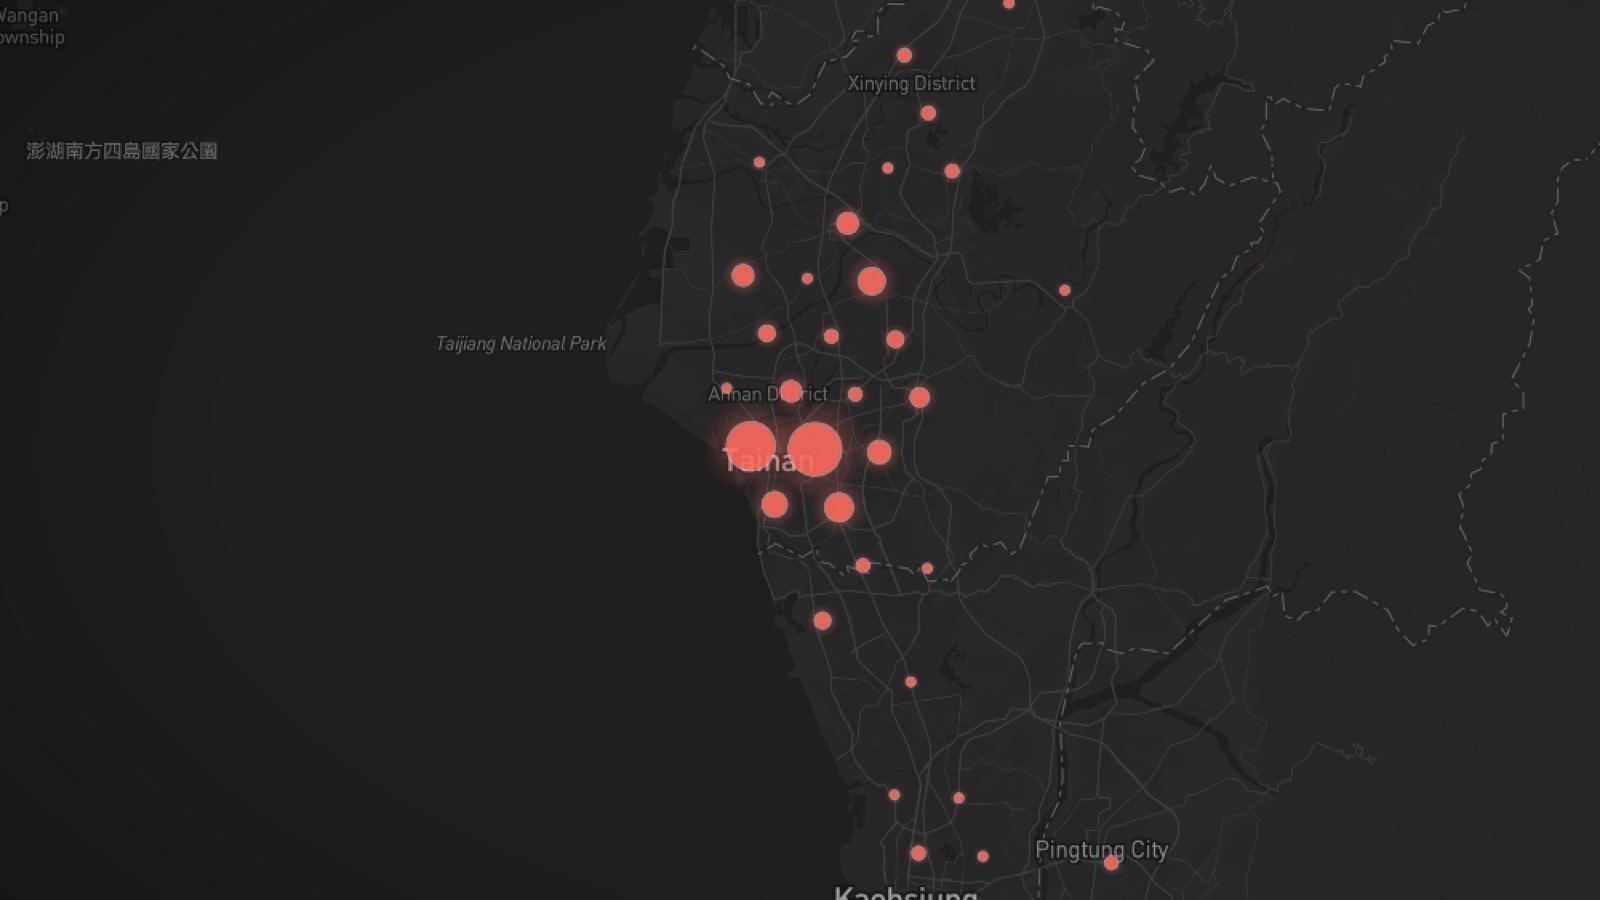 Wangan
ownship
Xinying District
澎湖南方四島國家公園
p
Taijiang National Park
Annan District
Tainan
Pingtung City
Kaohsiung